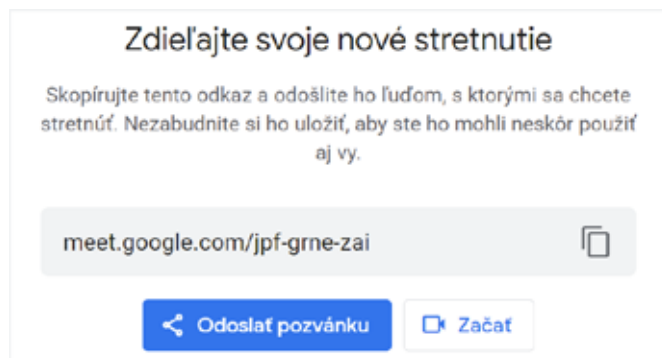 Zdieľajte svoje nové stretnutie
Skopírujte tento odkaz a odošlite ho ľuďom, s ktorými sa chcete
stretnúť. Nezabudnite si ho uložiť, aby ste ho mohli neskôr použiť
aj vy.
meet.google.com/jpf-grne-zai
Odoslať pozvánku
Začať